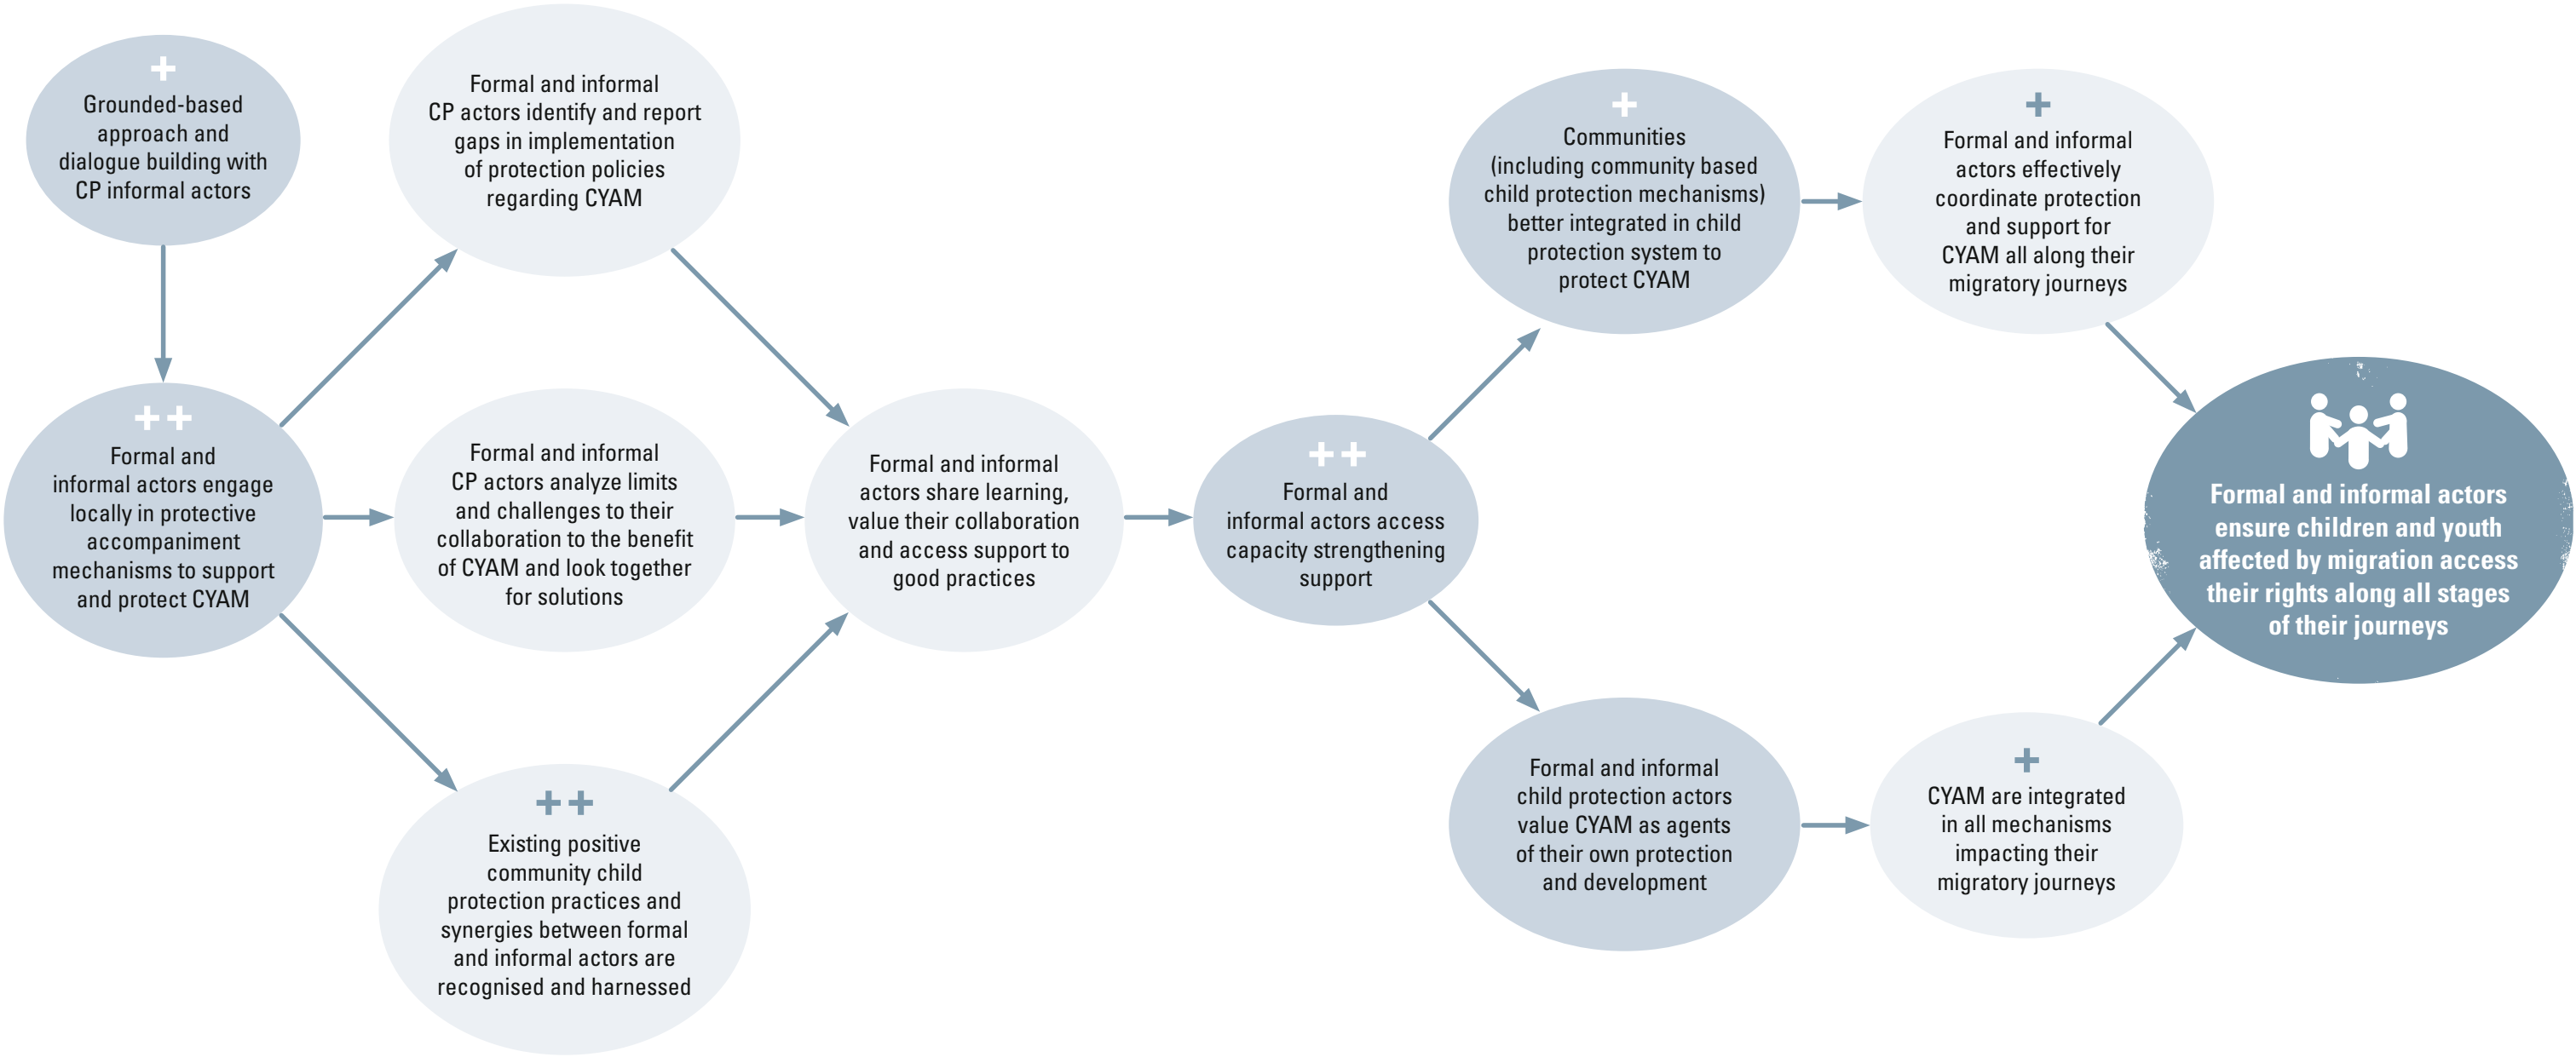 +
Grounded-based
approach and
dialogue building with
CP informal actors
++
Formal and
informal actors engage
locally in protective
accompaniment
mechanisms to support
and protect CYAM
Formal and informal
CP actors identify and report
gaps in implementation
of protection policies
regarding CYAM
Formal and informal
CP actors analyze limits
and challenges to their
collaboration to the benefit
of CYAM and look together
for solutions
++
Existing positive
community child
protection practices and
synergies between formal
and informal actors are
recognised and harnessed
Formal and informal
actors share learning,
value their collaboration
and access support to
good practices
++
Formal and
informal actors access
capacity strengthening
support
+
Communities
(including community based
child protection mechanisms)
better integrated in child
protection system to
protect CYAM
+
Formal and informal
actors effectively
coordinate protection
and support for
CYAM all along their
migratory journeys
Formal and informal
child protection actors
value CYAM as agents
of their own protection
and development
+
CYAM are integrated
in all mechanisms
impacting their
migratory journeys
Formal and informal actors
ensure children and youth
affected by migration access
their rights along all stages
of their journeys